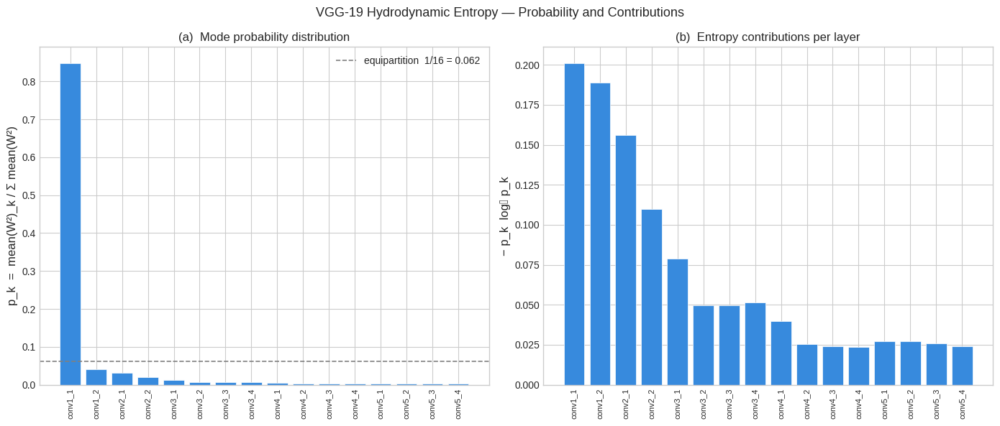 VGG-19 Hydrodynamic Entropy — Probability and Contributions
(a)  Mode probability distribution
p_k  =  mean(W²)_k / Σ mean(W²)
0.8
0.7
0.6
0.5
0.4
0.3
0.2
0.1
0.0
equipartition  1/16 = 0.062
conv1_1
conv1_2
conv2_1
conv2_2
conv3_1
conv3_2
conv3_3
conv3_4
conv4_1
conv4_2
conv4_3
conv4_4
conv5_1
conv5_2
conv5_3
conv5_4
(b)  Entropy contributions per layer
− p_k  log▯ p_k
0.200
0.175
0.150
0.125
0.100
0.075
0.050
0.025
0.000
conv1_1
conv1_2
conv2_1
conv2_2
conv3_1
conv3_2
conv3_3
conv3_4
conv4_1
conv4_2
conv4_3
conv4_4
conv5_1
conv5_2
conv5_3
conv5_4